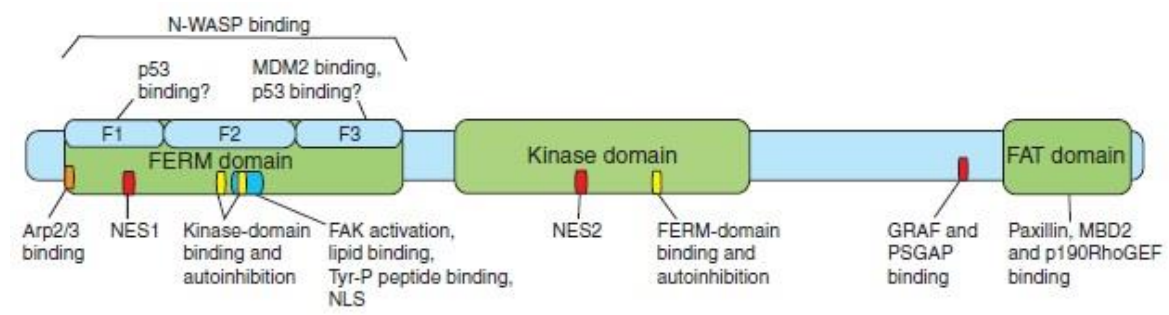 N-WASP binding
p53
binding?
MDM2 binding,
p53 binding?
F1
F2
F3
FERM domain
Kinase domain
FAT domain
Arp2/3
binding
NES1
Kinase-domain
binding and
autoinhibition
FAK activation,
lipid binding,
Tyr-P peptide binding,
NLS
NES2
FERM-domain
binding and
autoinhibition
GRAF and
PSGAP
binding
Paxillin, MBD2
and p190RhoGEF
binding